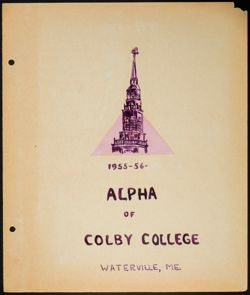 1955-56-
ALPHA
OF
COLBY COLLEGE
WATERVILLE, ME.